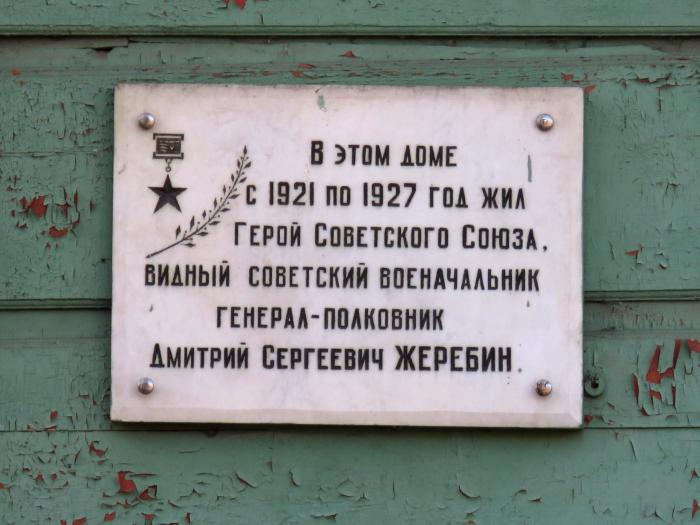 В этом доме
с 1921 по 1927 год жил
Герой Советского Союза,
видный советский военачальник
генерал-полковник
Дмитрий Сергеевич ЖЕРЕБИН.